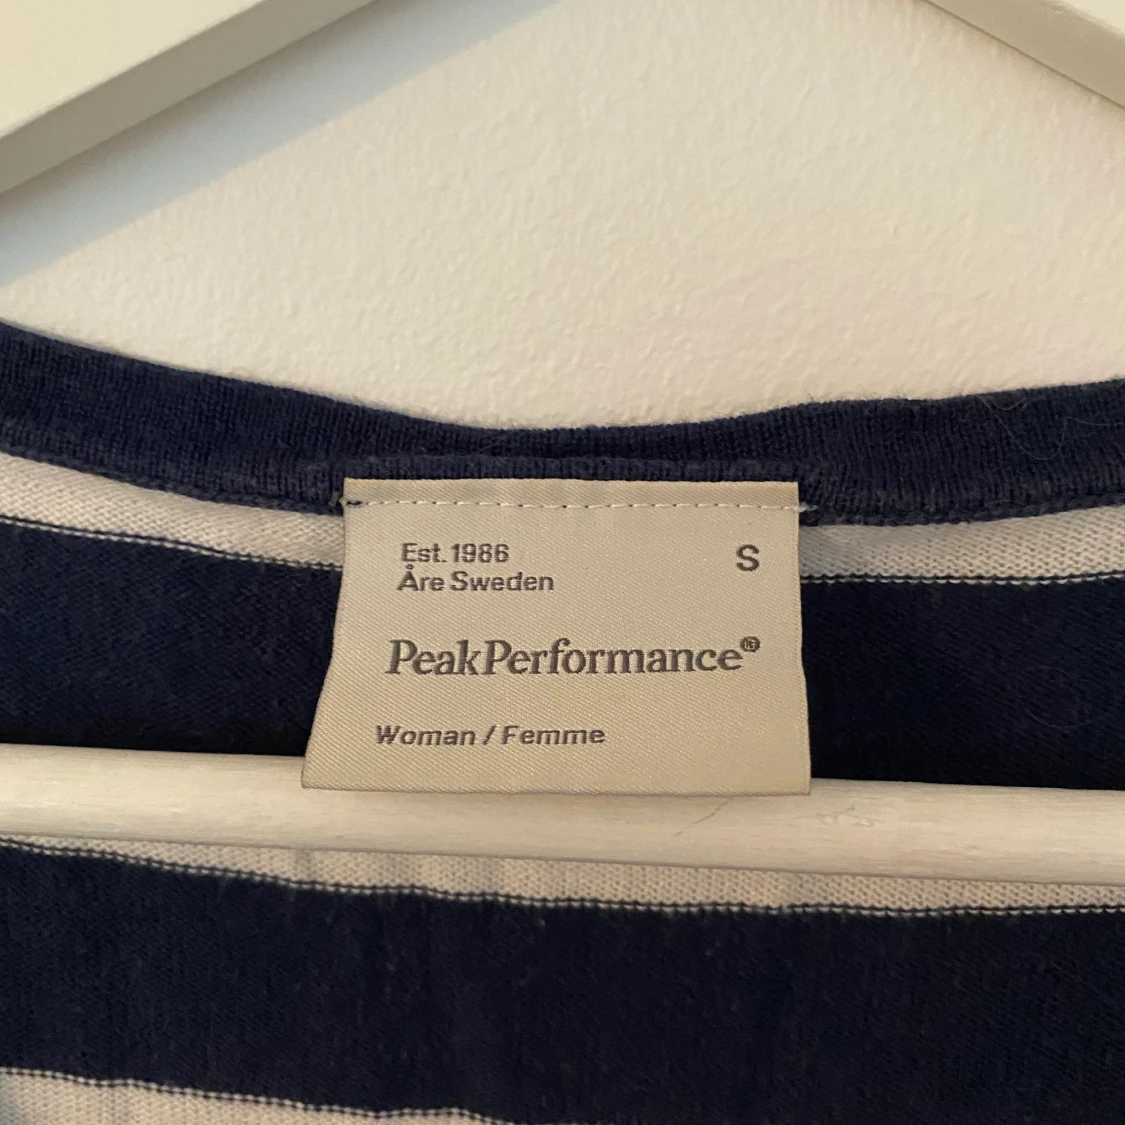 Est. 1986
Åre Sweden
S
PeakPerformance®
Woman / Femme